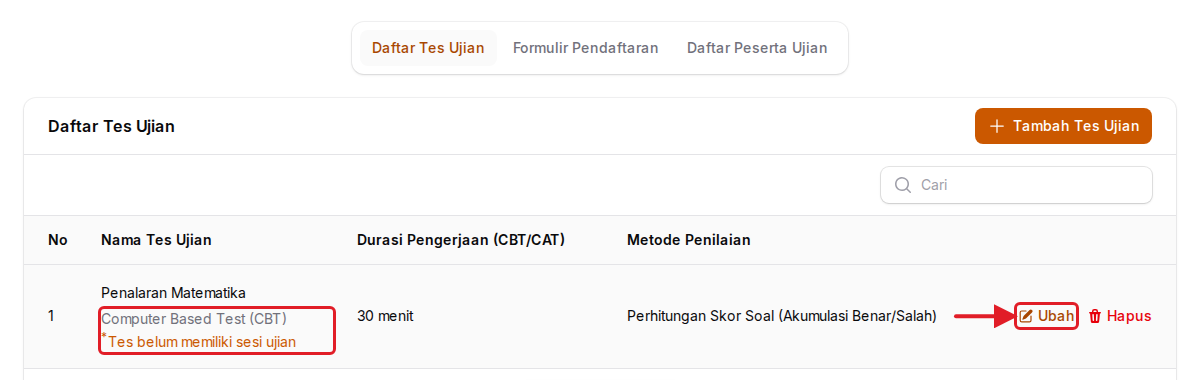 Daftar Tes Ujian Formulir Pendaftaran Daftar Peserta Ujian
Daftar Tes Ujian
Tambah Tes Ujian
Cari
No Nama Tes Ujian Durasi Pengerjaan (CBT/CAT) Metode Penilaian
Penalaran Matematika
1 Computer Based Test (CBT) 30 menit Perhitungan Skor Soal (Akumulasi Benar/Salah) Ubah Hapus
*Tes belum memiliki sesi ujian